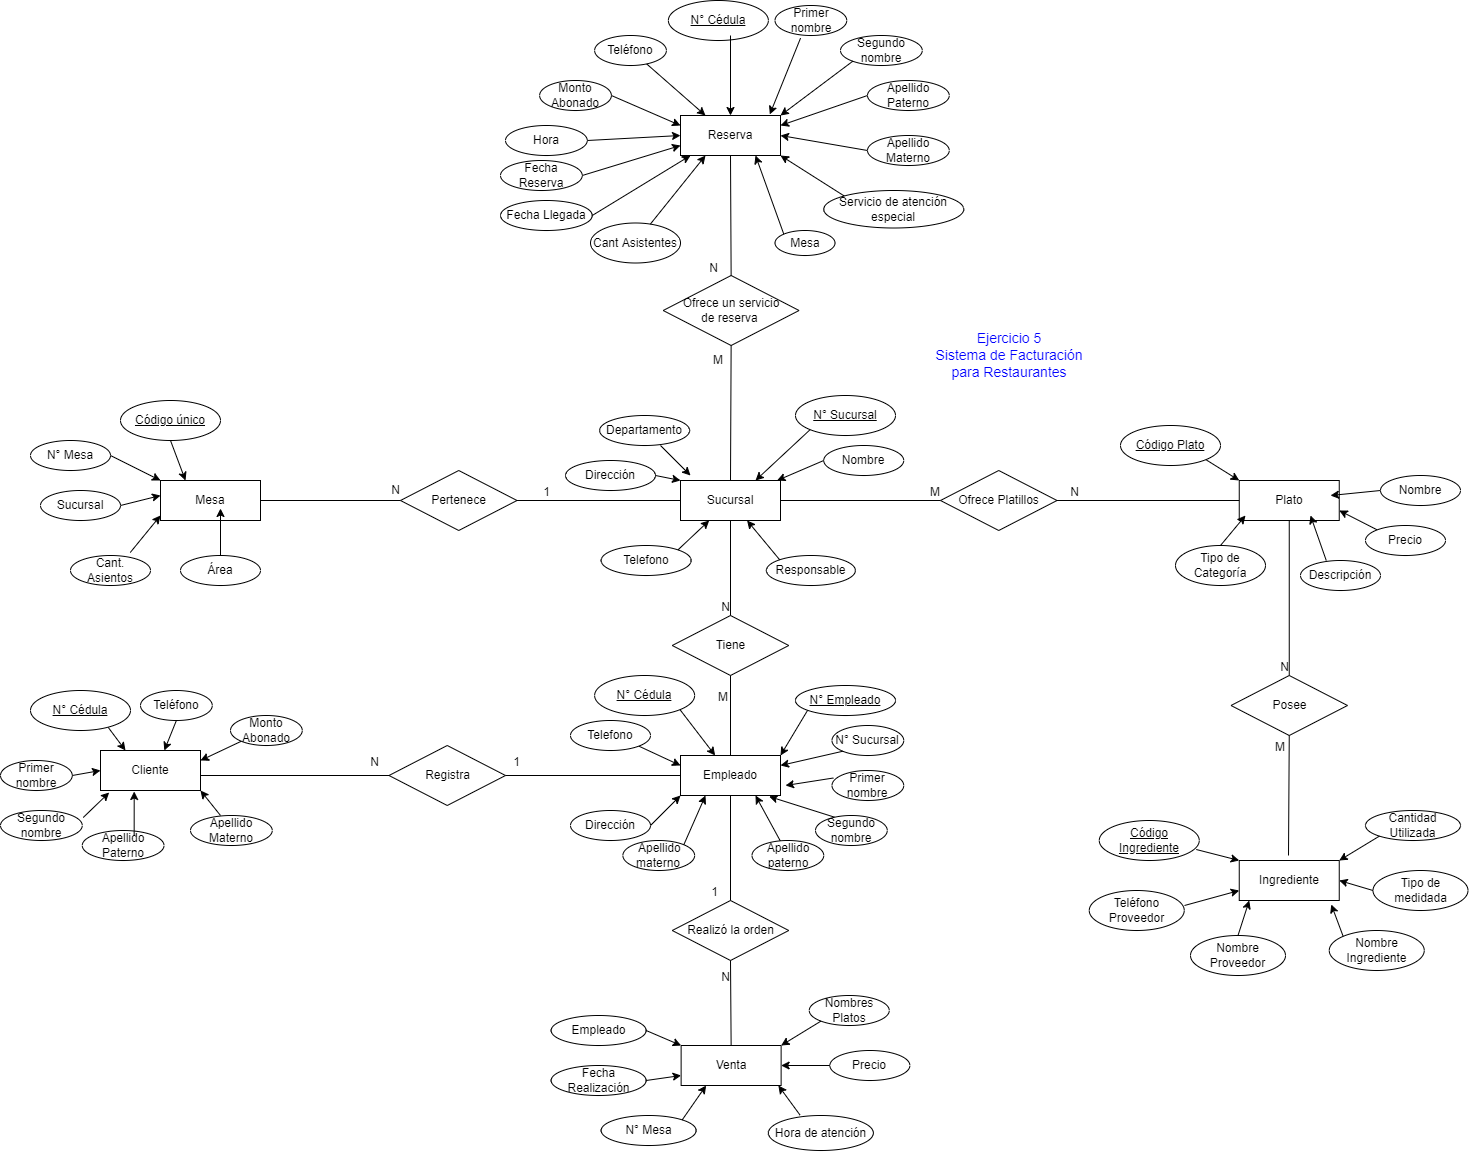 N° Cédula
Primer
nombre
Teléfono
Segundo
nombre
Monto
Abonado
Apellido
Paterno
Hora
Reserva
Apellido
Materno
Fecha
Reserva
Fecha Llegada
Servicio de atención
especial
Cant Asistentes
Mesa
N
Ofrece un servicio
de reserva
M
Ejercicio 5
Sistema de Facturación
para Restaurantes
Código único
N° Mesa
Sucursal
Mesa
Cant.
Asientos
Área
N
Pertenece
1
Departamento
N° Sucursal
Dirección
Nombre
Sucursal
Telefono
Responsable
M
Ofrece Platillos
N
Código Plato
Plato
Nombre
Precio
Tipo de
Categoría
Descripción
N
Tiene
M
N
Posee
M
N° Cédula
Teléfono
Monto
Abonado
Cliente
Primer
nombre
Segundo
nombre
Apellido
Paterno
Apellido
Materno
N
Registra
1
N° Cédula
N° Empleado
Telefono
N° Sucursal
Empleado
Primer
nombre
Dirección
Segundo
nombre
Apellido
materno
Apellido
paterno
Código
Ingrediente
Cantidad
Utilizada
Ingrediente
Tipo de
medidada
Teléfono
Proveedor
Nombre
Proveedor
Nombre
Ingrediente
1
Realizó la orden
N
Nombres
Platos
Empleado
Venta
Precio
Fecha
Realización
N° Mesa
Hora de atención